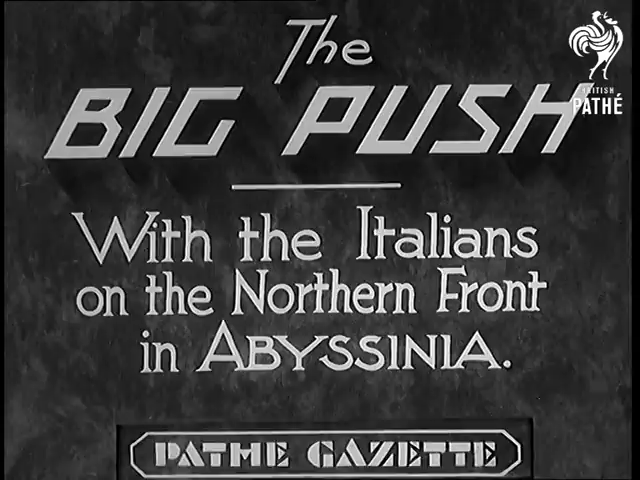 The
BIG PUSH
BRITISH
PATHÉ
With the Italians
on the Northern Front
in ABYSSINIA.
PATHE GAZETTE